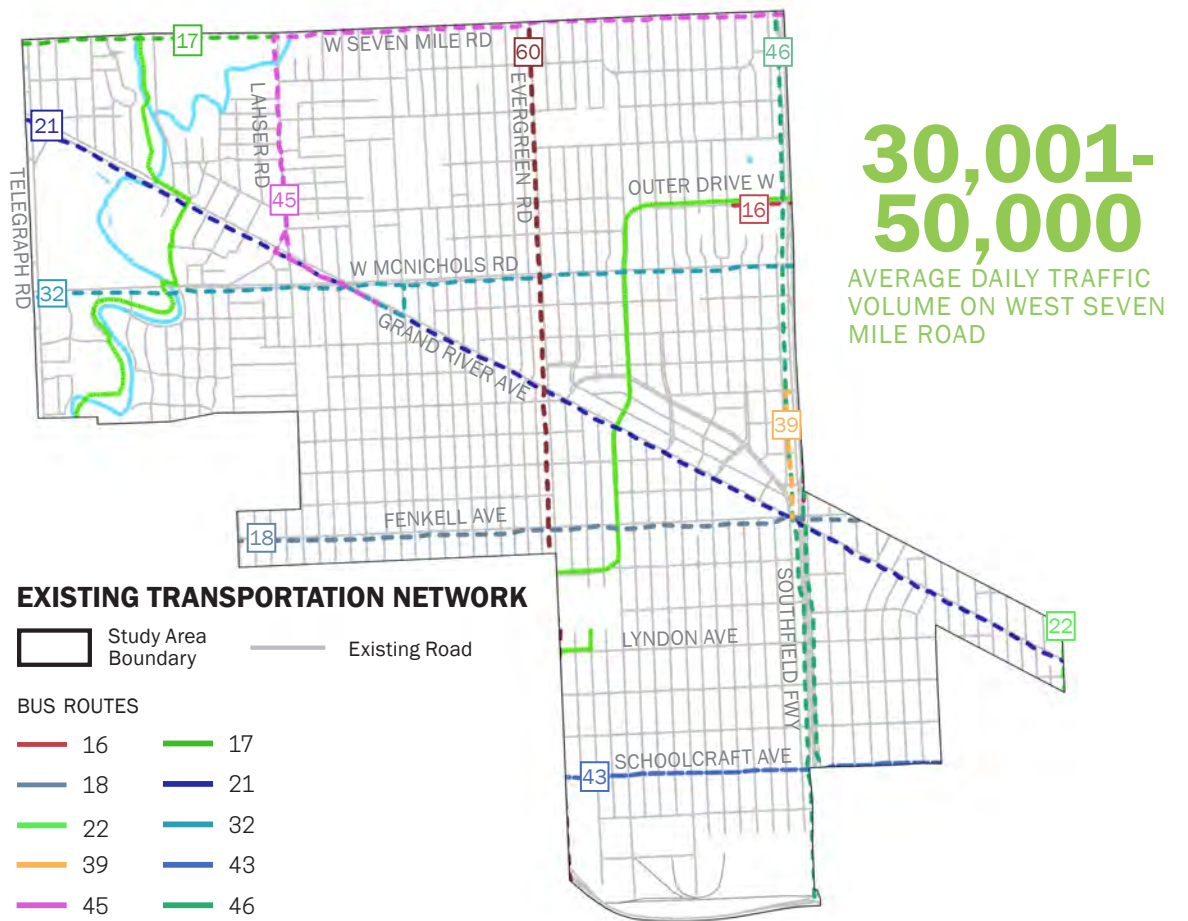 17
W SEVEN MILE RD
60
46
21
LAHSER RD
EVERGREEN RD
TELEGRAPH RD
45
OUTER DRIVE W
16
30,001-
50,000
AVERAGE DAILY TRAFFIC
VOLUME ON WEST SEVEN
MILE ROAD
W MCNICHOLS RD
32
GRAND RIVER AVE
39
FENKELL AVE
18
SOUTHFIELD FWY
22
LYNDON AVE
SCHOOLCRAFT AVE
43
EXISTING TRANSPORTATION NETWORK
Study Area
Boundary
Existing Road
BUS ROUTES
16
17
18
21
22
32
39
43
45
46